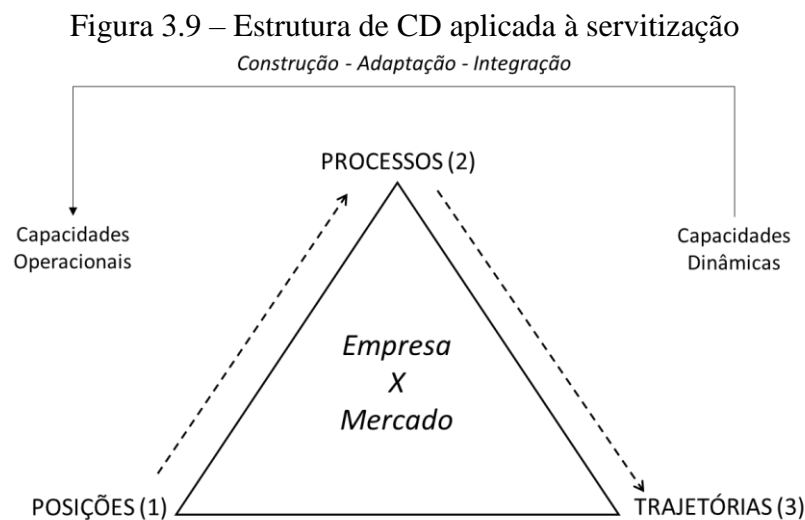 Figura 3.9 – Estrutura de CD aplicada à servitização
Construção - Adaptação - Integração
PROCESSOS (2)
Capacidades
Operacionais
Capacidades
Dinâmicas
Empresa
X
Mercado
POSIÇÕES (1)
TRAJETÓRIAS (3)